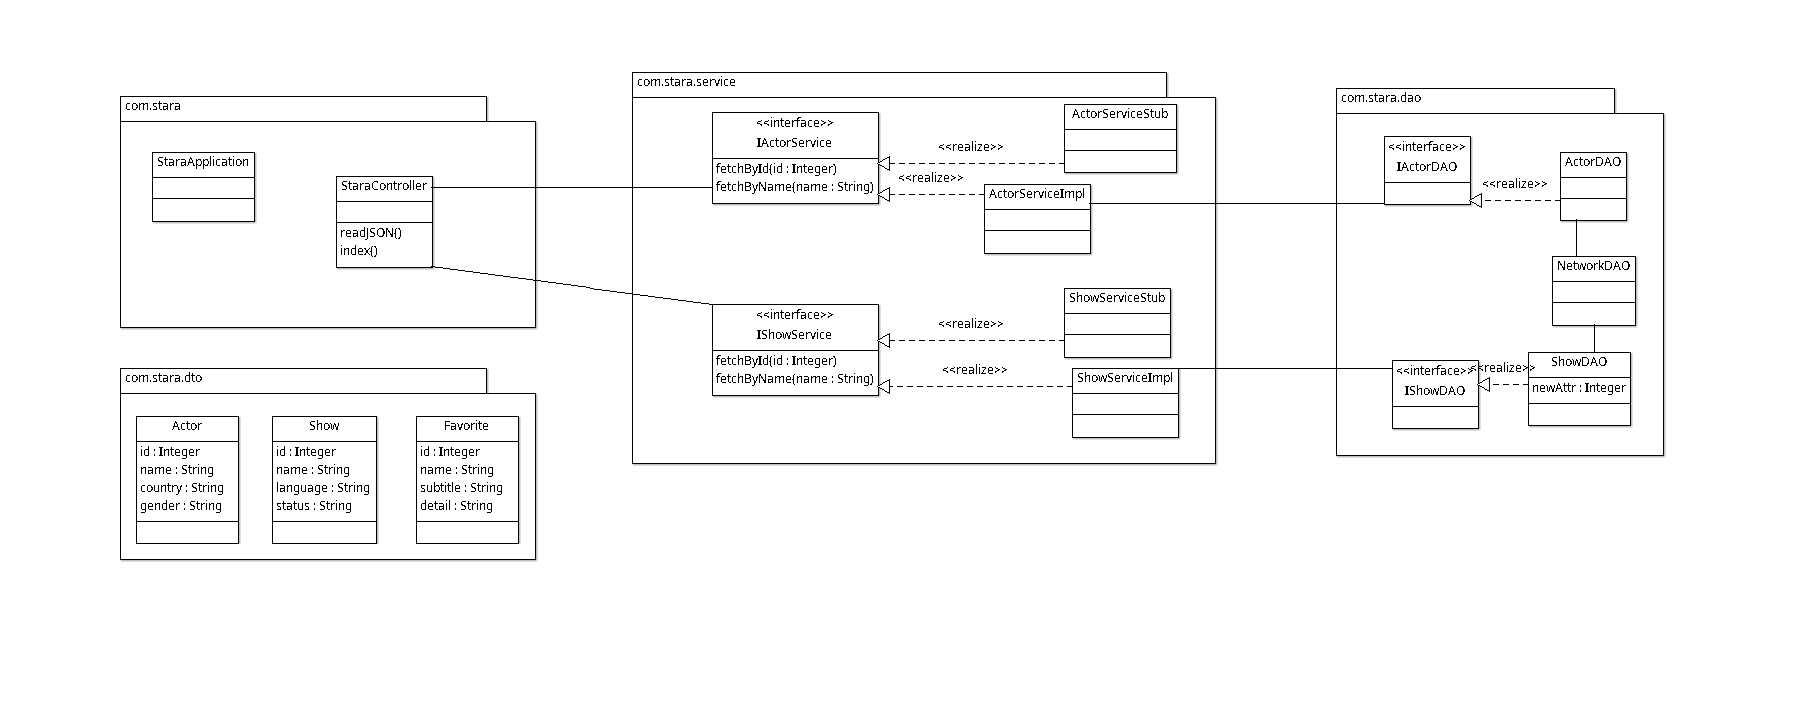 com.stara
StaraApplication
StaraController
readJSON()
index()
com.stara.dto
Actor
id : Integer
name : String
country : String
gender : String
Show
id : Integer
name : String
language : String
status : String
Favorite
id : Integer
name : String
subtitle : String
detail : String
com.stara.service
<<interface>>
IActorService
fetchById(id : Integer)
fetchByName(name : String)
<<realize>>
ActorServiceStub
<<realize>>
ActorServiceImpl
<<interface>>
IShowService
fetchById(id : Integer)
fetchByName(name : String)
<<realize>>
ShowServiceStub
<<realize>>
ShowServiceImpl
com.stara.dao
<<interface>>
IActorDAO
<<realize>>
ActorDAO
NetworkDAO
<<interface>>
IShowDAO
<<realize>>
ShowDAO
newAttr : Integer